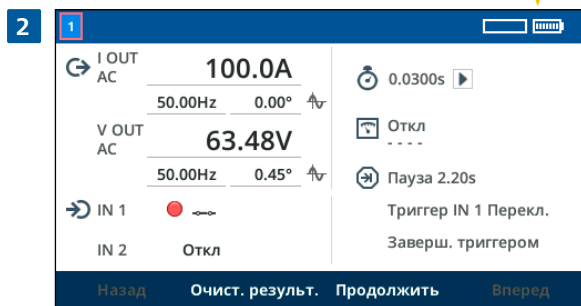 2
1
I OUT
AC
100.0A
50.00Hz 0.00°
V OUT
AC
63.48V
50.00Hz 0.45°
IN 1
IN 2 Откл
0.0300s
Откл
- - - -
Пауза 2.20s
Триггер IN 1 Перекл.
Заверш. триггером
Назад Очист. результ. Продолжить Вперед